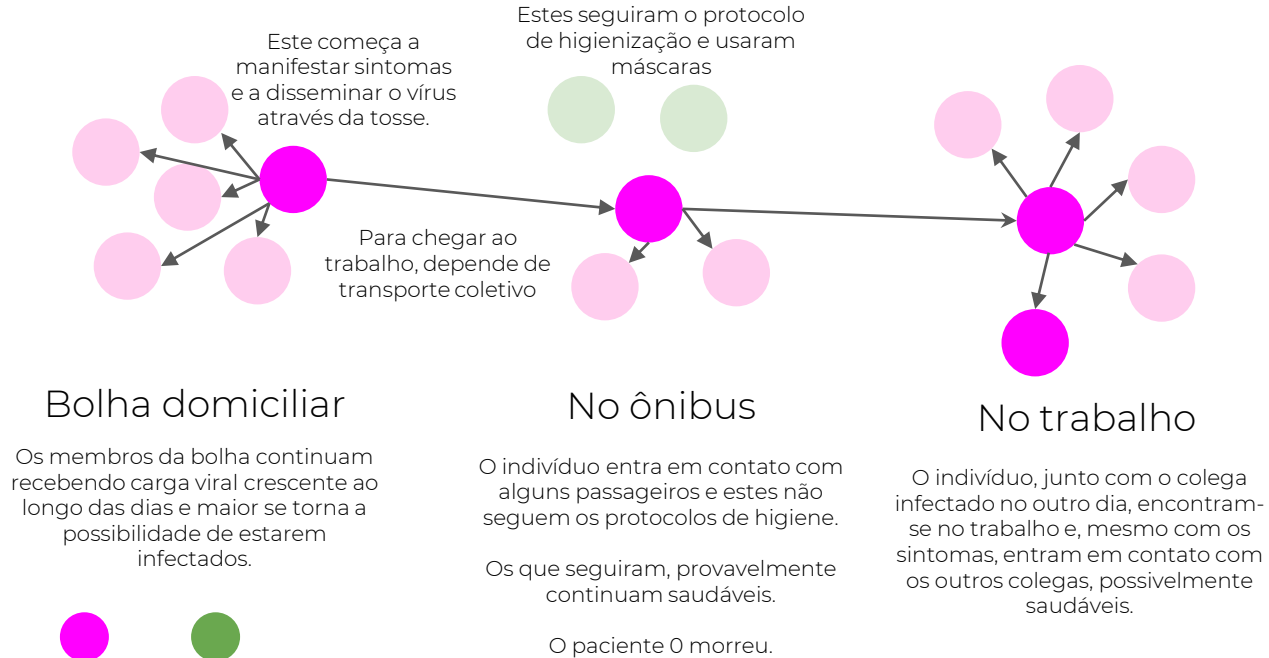 Este começa a
manifestar sintomas
e a disseminar o vírus
através da tosse.
Estes seguiram o protocolo
de higienização e usaram
máscaras
Para chegar ao
trabalho, depende de
transporte coletivo
Bolha domiciliar
Os membros da bolha continuam
recebendo carga viral crescente ao
longo das dias e maior se torna a
possibilidade de estarem
infectados.
No ônibus
O indivíduo entra em contato com
alguns passageiros e estes não
seguem os protocolos de higiene.
Os que seguiram, provavelmente
continuam saudáveis.
O paciente 0 morreu.
No trabalho
O indivíduo, junto com o colega
infectado no outro dia, encontram-
se no trabalho e, mesmo com os
sintomas, entram em contato com
os outros colegas, possivelmente
saudáveis.